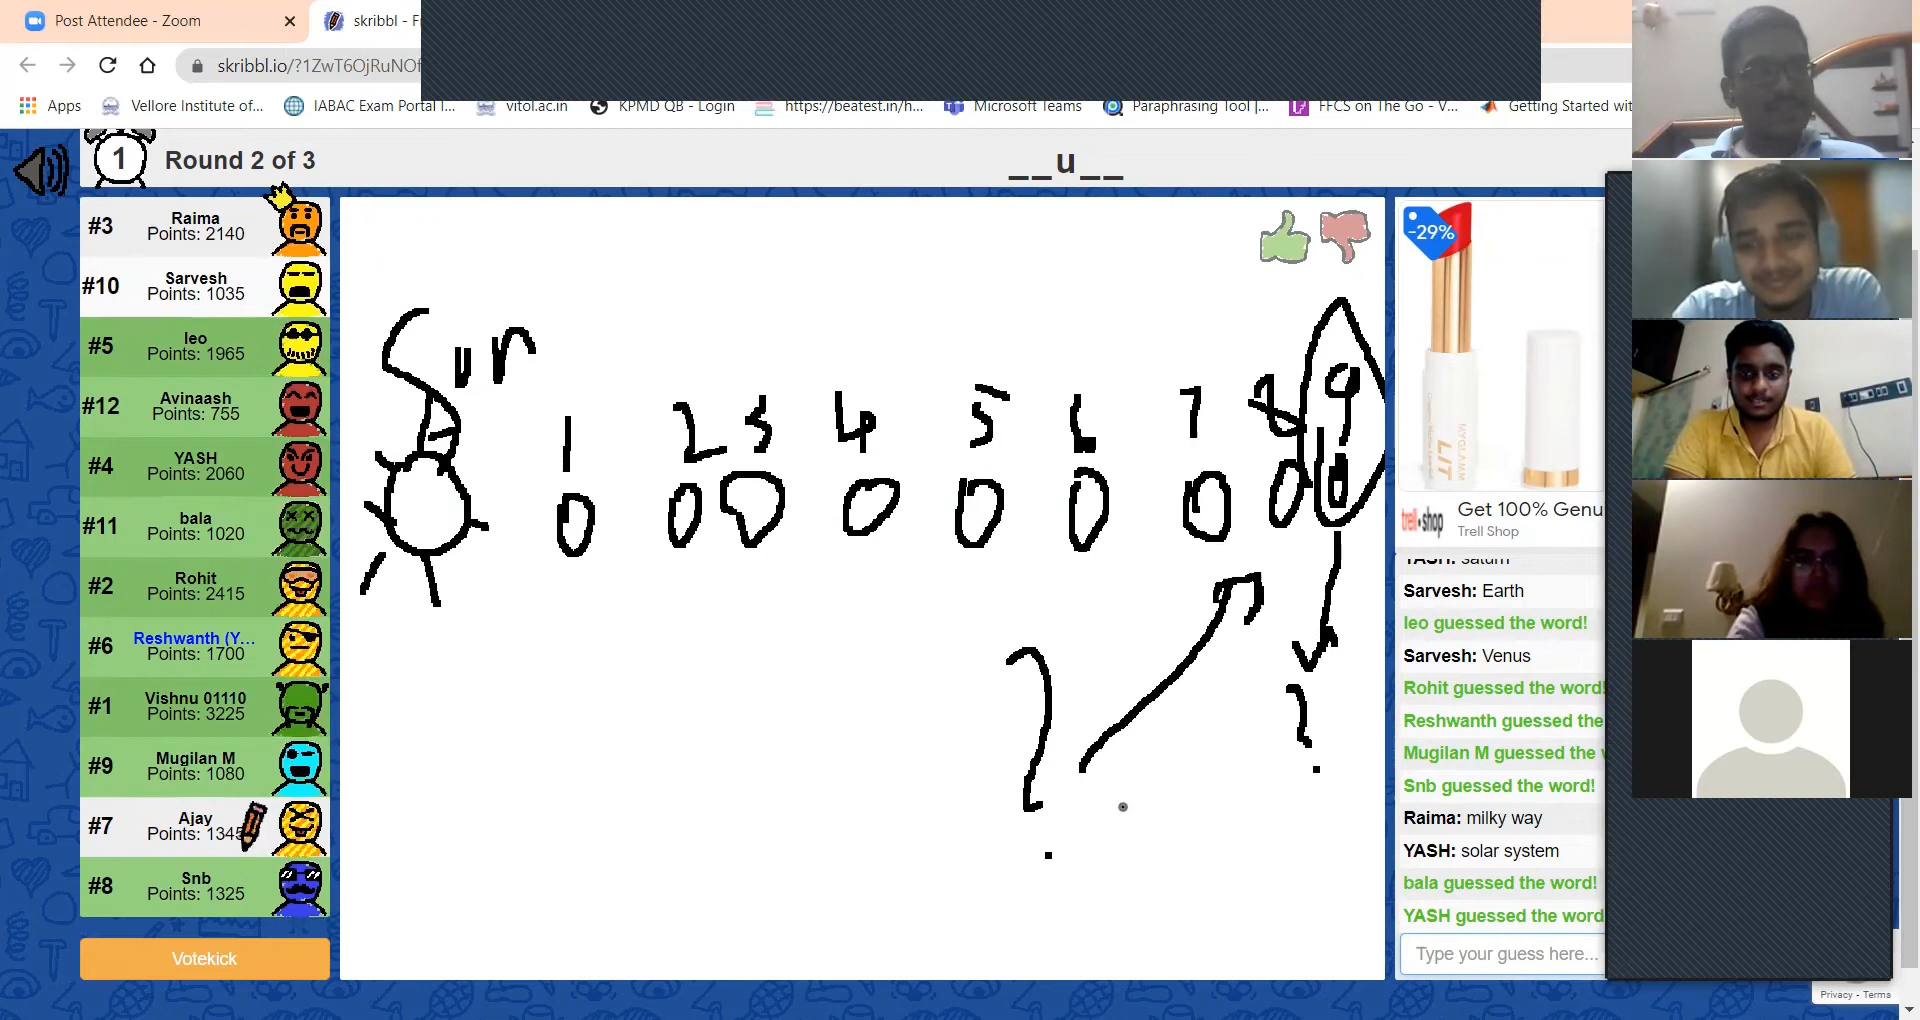 Post Attendee - Zoom
skribbl - F
skribbl.io/?1ZwT6OjRuNOf
Apps
Vellore Institute of...
IABAC Exam Portal I...
vitol.ac.in
KPMD QB - Login
https://beatest.in/h...
Microsoft Teams
Paraphrasing Tool |...
FFCS on The Go - V...
Getting Started wit
1
Round 2 of 3
__u__
#3 Raima
Points: 2140
#10 Sarvesh
Points: 1035
#5 leo
Points: 1965
#12 Avinaash
Points: 755
#4 YASH
Points: 2060
#11 bala
Points: 1020
#2 Rohit
Points: 2415
#6 Reshwanth (Y...
Points: 1700
#1 Vishnu 01110
Points: 3225
#9 Mugilan M
Points: 1080
#7 Ajay
Points: 1345
#8 Snb
Points: 1325
Votekick
Sun
1 2 3 4 5 6 7 8 9
?
?
-29%
MYGLAMM
LIT
trell shop
Get 100% Genu
Trell Shop
YASH: saturn
Sarvesh: Earth
leo guessed the word!
Sarvesh: Venus
Rohit guessed the word!
Reshwanth guessed the
Mugilan M guessed the
Snb guessed the word!
Raima: milky way
YASH: solar system
bala guessed the word!
YASH guessed the word
Type your guess here...
Privacy - Terms